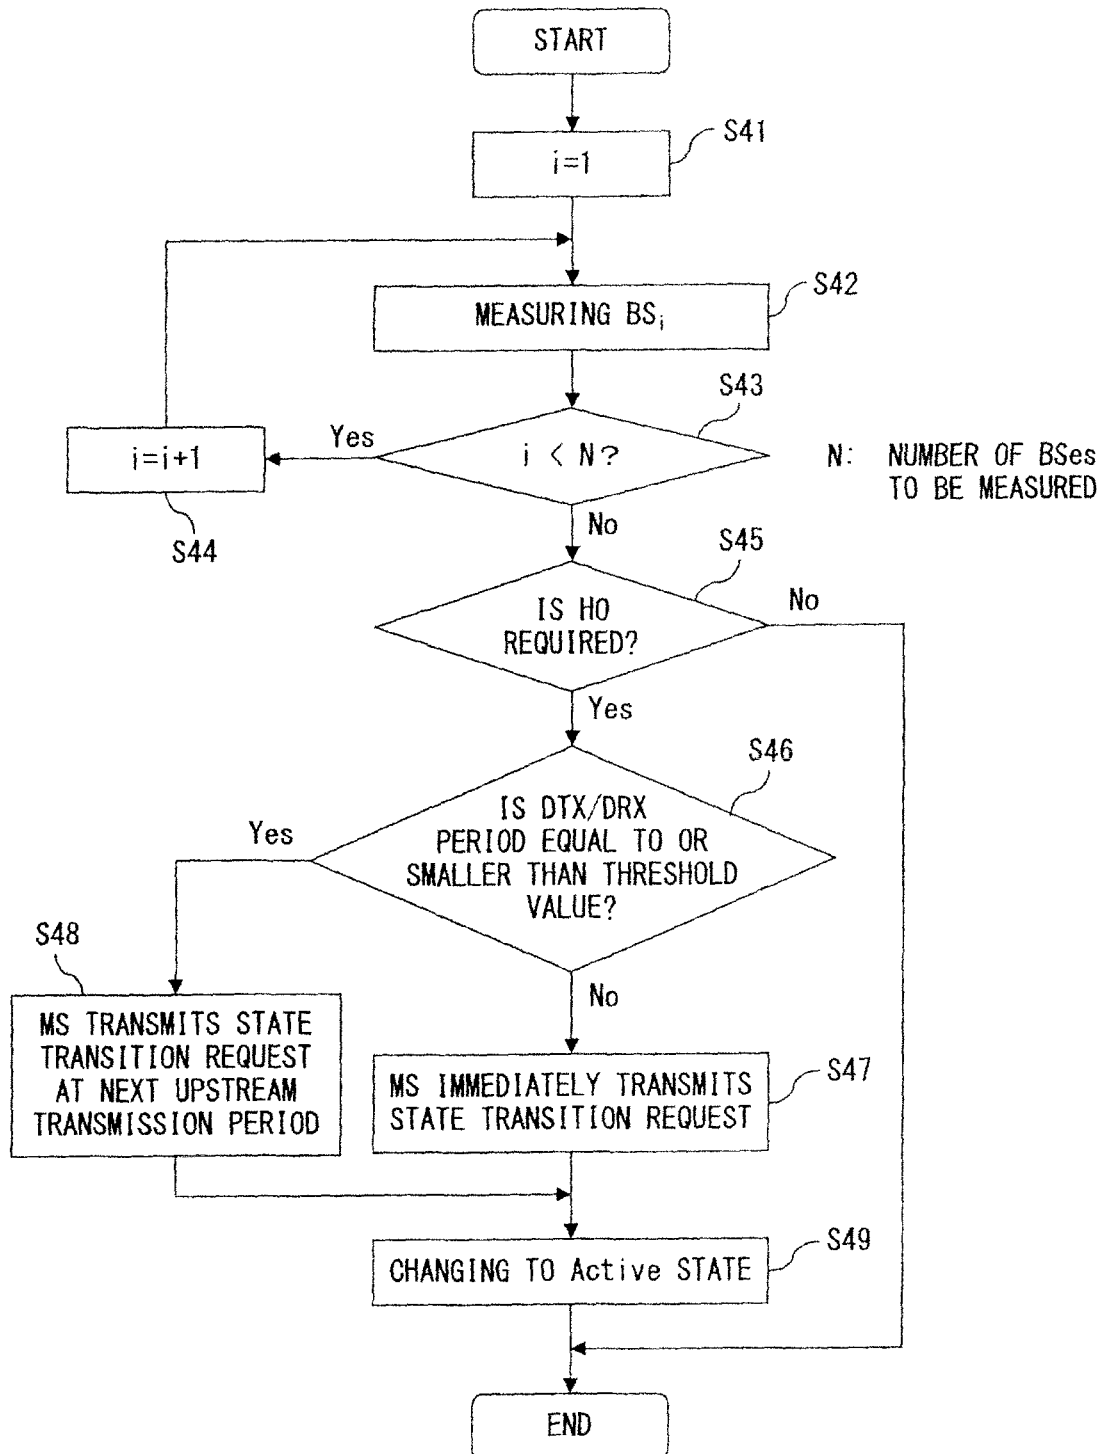 START
S41
i=1
S42
MEASURING BSi
S43
Yes
i=i+1
i < N?
N: NUMBER OF BSes
TO BE MEASURED
S44
No
S45
IS HO
REQUIRED?
No
Yes
S46
IS DTX/DRX
PERIOD EQUAL TO OR
SMALLER THAN THRESHOLD
VALUE?
Yes
S48
No
MS TRANSMITS STATE
TRANSITION REQUEST
AT NEXT UPSTREAM
TRANSMISSION PERIOD
S47
MS IMMEDIATELY TRANSMITS
STATE TRANSITION REQUEST
S49
CHANGING TO Active STATE
END